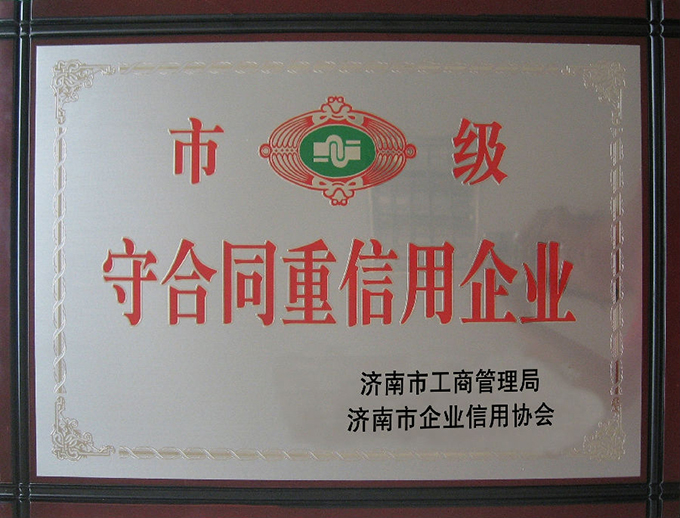 市 级
守合同重信用企业
济南市工商管理局
济南市企业信用协会